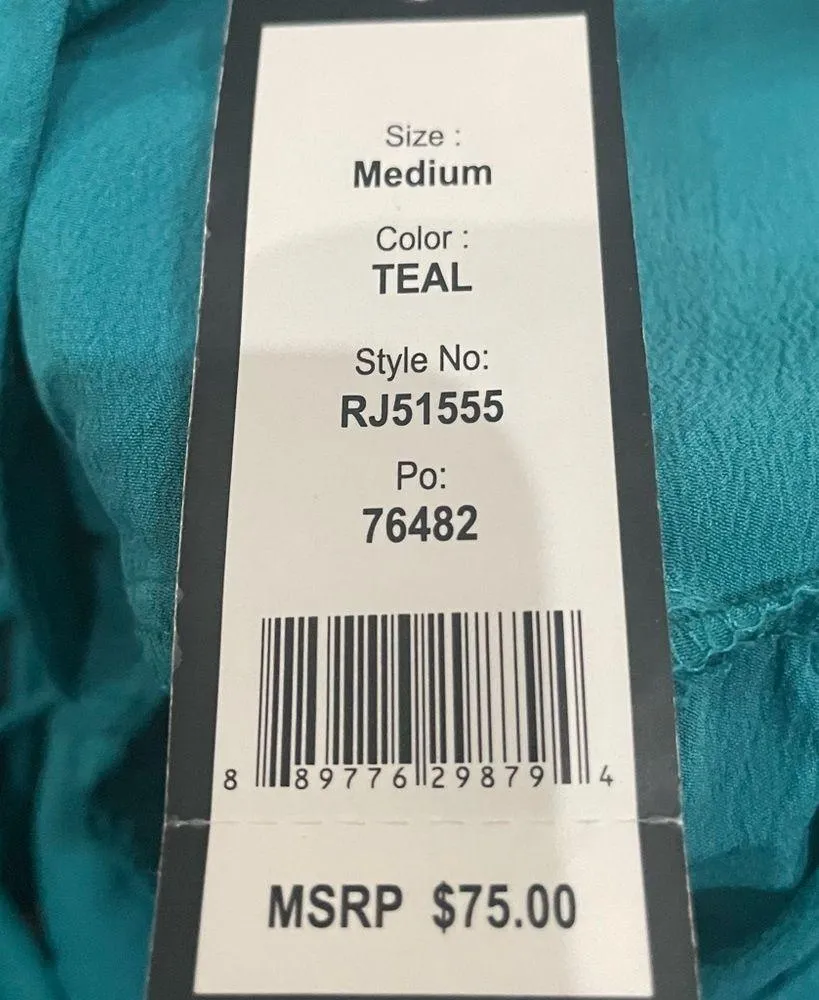 Size :
Medium
Color :
TEAL
Style No:
RJ51555
Po:
76482
8 89776 29879 4
MSRP $75.00